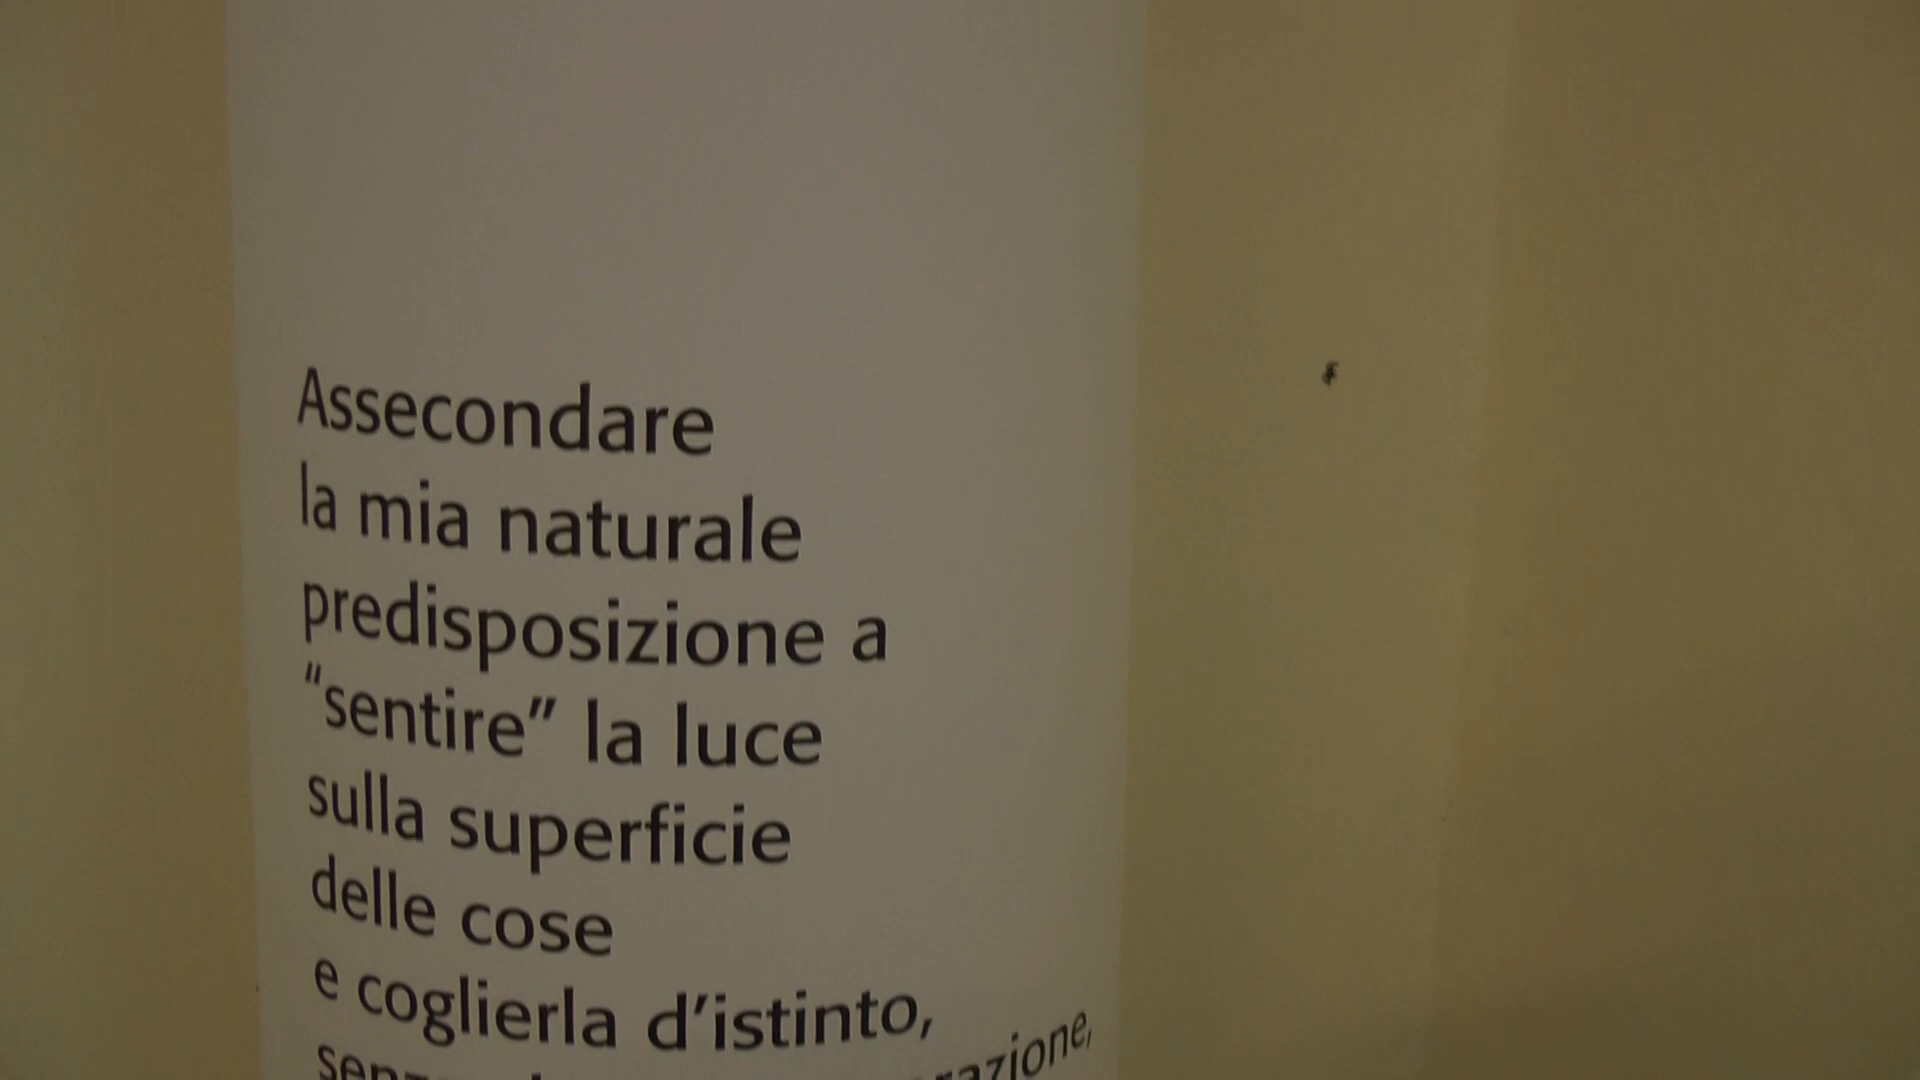 Assecondare
la mia naturale
predisposizione a
“sentire” la luce
sulla superficie
delle cose
e coglierla d’istinto,